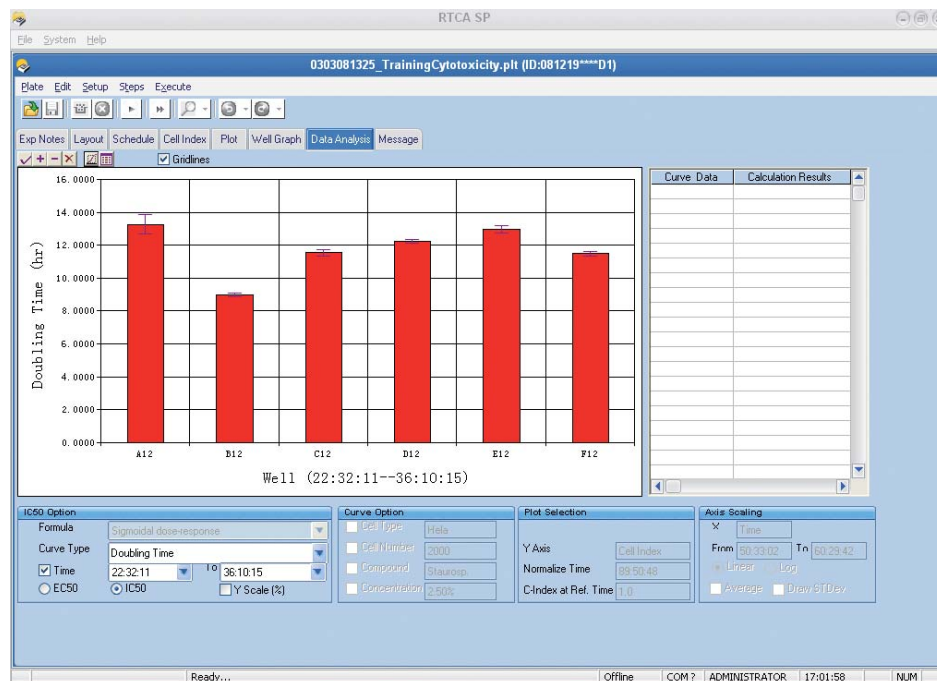 RTCA SP
File System Help
0303081325_TrainingCytotoxicity.plt (ID:081219****D1)
Plate Edit Setup Steps Execute
Exp Notes Layout Schedule Cell Index Plot Well Graph Data Analysis Message
Gridlines
Curve Data Calculation Results
16.0000
14.0000
12.0000
10.0000
8.0000
6.0000
4.0000
2.0000
0.0000
Doubling Time (hr)
A12 B12 C12 D12 E12 F12
Well (22:32:11--36:10:15)
IC50 Option Curve Option Plot Selection Axis Scaling
Formula Sigmoidal dose-response
Curve Type Doubling Time
Time 22:32:11 To 36:10:15
EC50 IC50 Y Scale (%)
Cell Type Hela
Cell Number 2000
Compound Staurosp.
Concentration 2.50%
Y Axis Cell Index
Normalize Time 89:50:48
C-Index at Ref. Time 1.0
X Time
From 50:33:02 To 60:29:42
Linear Log
Average Draw STDev
Ready... Offline COM? ADMINISTRATOR 17:01:58 NUM